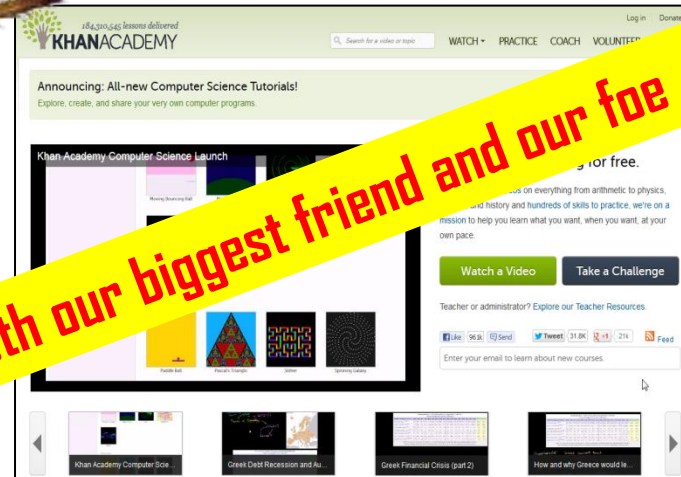 184,310,545 lessons delivered
KHANACADEMY
Search for a video or topic
WATCH
PRACTICE
COACH
VOLUNTEER
Log in
Donate
Announcing: All-new Computer Science Tutorials!
Explore, create, and share your very own computer programs.
Khan Academy Computer Science Launch
Moving Bouncing Ball
Paddle Ball
Pascal's Triangle
Solver
Spinning Galaxy
th our biggest friend and our foe
g for free.
on everything from arithmetic to physics,
and history and hundreds of skills to practice, we're on a
mission to help you learn what you want, when you want, at your
own pace.
Watch a Video
Take a Challenge
Teacher or administrator? Explore our Teacher Resources
Like
Send
Tweet
31.8K
+1
21k
Feed
Enter your email to learn about new courses.
Khan Academy Computer Scie...
Greek Debt Recession and Au...
Greek Financial Crisis (part 2)
How and why Greece would le...